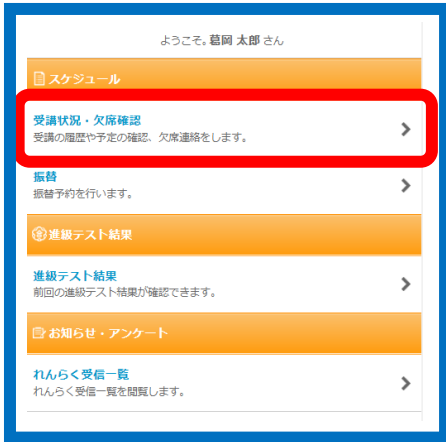 ようこそ。葛岡 太郎 さん
スケジュール
受講状況・欠席確認
受講の履歴や予定の確認、欠席連絡をします。
振替
振替予約を行います。
進級テスト結果
進級テスト結果
前回の進級テスト結果が確認できます。
お知らせ・アンケート
れんらく受信一覧
れんらく受信一覧を閲覧します。